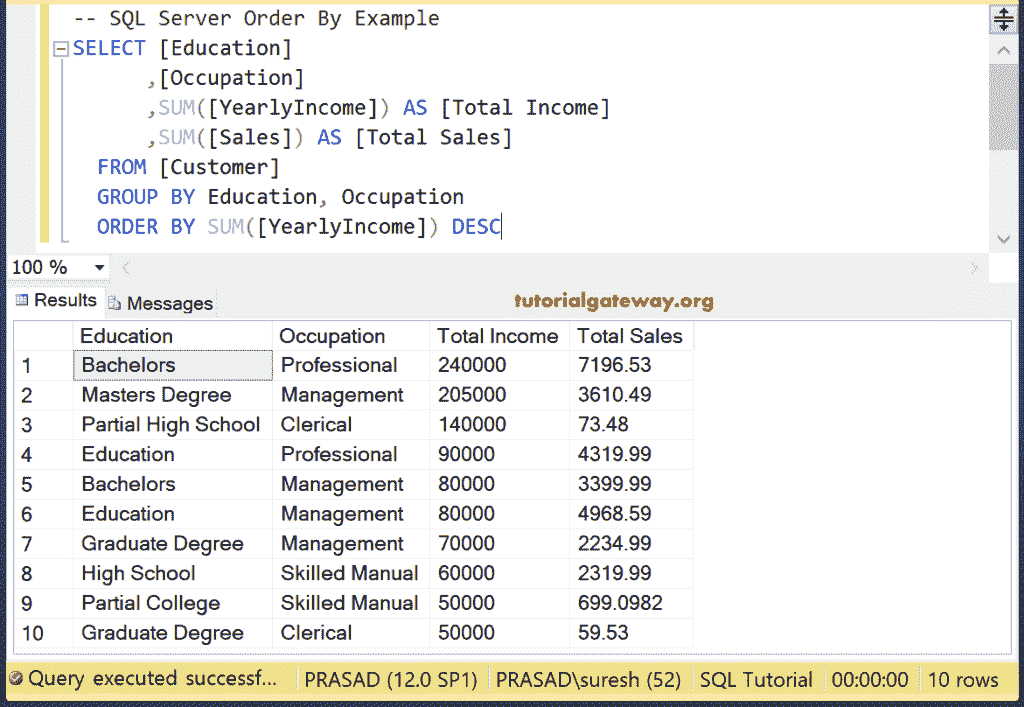 -- SQL Server Order By Example
SELECT [Education]
,[Occupation]
,SUM([YearlyIncome]) AS [Total Income]
,SUM([Sales]) AS [Total Sales]
FROM [Customer]
GROUP BY Education, Occupation
ORDER BY SUM([YearlyIncome]) DESC
100 %
Results Messages tutorialgateway.org
Education Occupation Total Income Total Sales
1 Bachelors Professional 240000 7196.53
2 Masters Degree Management 205000 3610.49
3 Partial High School Clerical 140000 73.48
4 Education Professional 90000 4319.99
5 Bachelors Management 80000 3399.99
6 Education Management 80000 4968.59
7 Graduate Degree Management 70000 2234.99
8 High School Skilled Manual 60000 2319.99
9 Partial College Skilled Manual 50000 699.0982
10 Graduate Degree Clerical 50000 59.53
Query executed successf... PRASAD (12.0 SP1) PRASAD\suresh (52) SQL Tutorial 00:00:00 10 rows